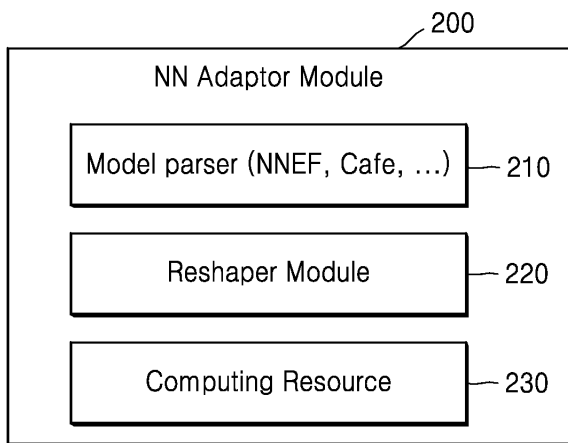 200
NN Adaptor Module
Model parser (NNEF, Cafe, ...) 210
Reshaper Module 220
Computing Resource 230